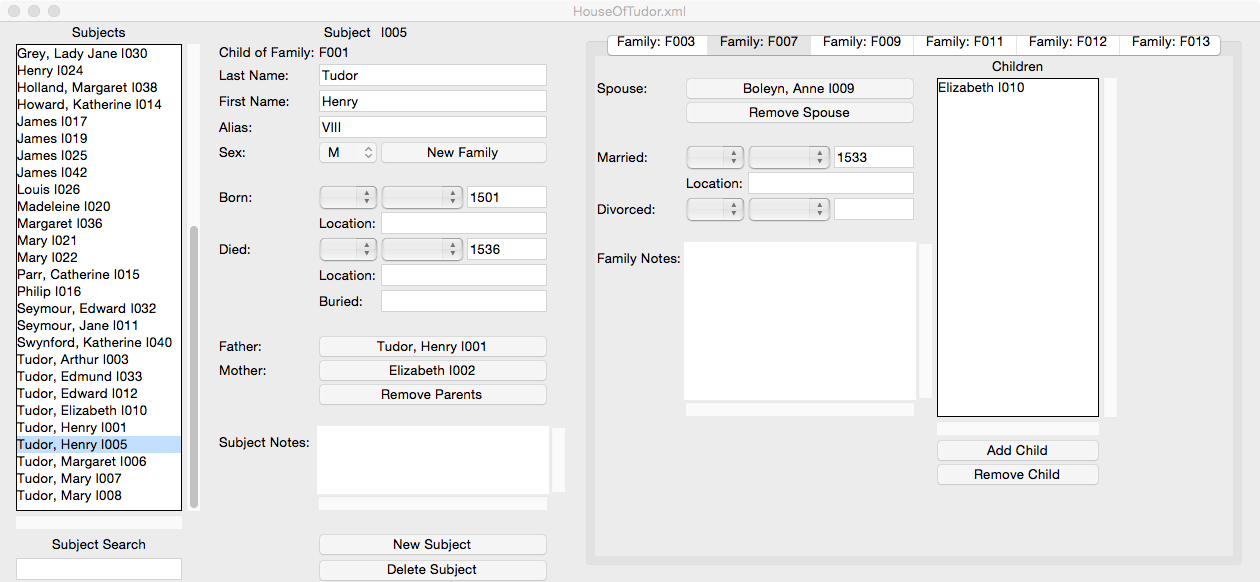 HouseOfTudor.xml
Subjects
Grey, Lady Jane I030
Henry I024
Holland, Margaret I038
Howard, Katherine I014
James I017
James I019
James I025
James I042
Louis I026
Madeleine I020
Margaret I036
Mary I021
Mary I022
Parr, Catherine I015
Philip I016
Seymour, Edward I032
Seymour, Jane I011
Swynford, Katherine I040
Tudor, Arthur I003
Tudor, Edmund I033
Tudor, Edward I012
Tudor, Elizabeth I010
Tudor, Henry I001
Tudor, Henry I005
Tudor, Margaret I006
Tudor, Mary I007
Tudor, Mary I008
Subject Search
Subject I005
Child of Family: F001
Last Name: Tudor
First Name: Henry
Alias: VIII
Sex: M New Family
Born: 1501
Location:
Died: 1536
Location:
Buried:
Father: Tudor, Henry I001
Mother: Elizabeth I002
Remove Parents
Subject Notes:
New Subject
Delete Subject
Family: F003 Family: F007 Family: F009 Family: F011 Family: F012 Family: F013
Spouse: Boleyn, Anne I009
Remove Spouse
Married: 1533
Location:
Divorced:
Family Notes:
Children
Elizabeth I010
Add Child
Remove Child